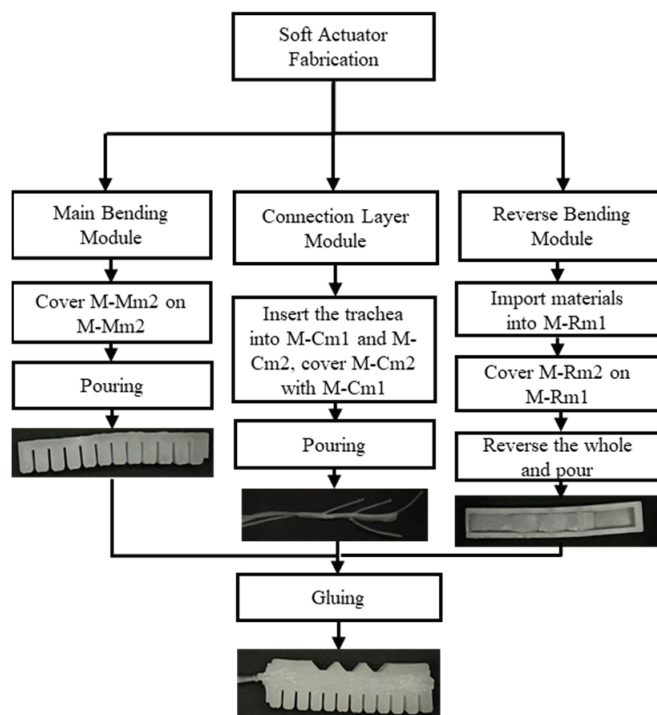 Soft Actuator
Fabrication
Main Bending
Module
Connection Layer
Module
Reverse Bending
Module
Cover M-Mm2 on
M-Mm2
Insert the trachea
into M-Cm1 and M-
Cm2, cover M-Cm2
with M-Cm1
Import materials
into M-Rm1
Pouring
Cover M-Rm2 on
M-Rm1
Pouring
Reverse the whole
and pour
Gluing